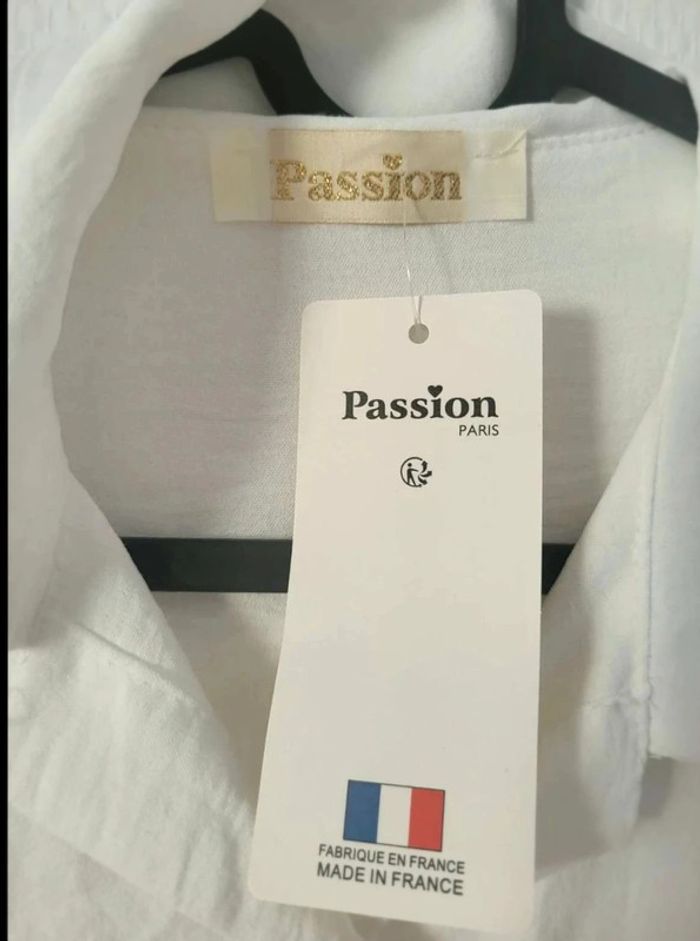 Passion
Passion
PARIS
FABRIQUE EN FRANCE
MADE IN FRANCE